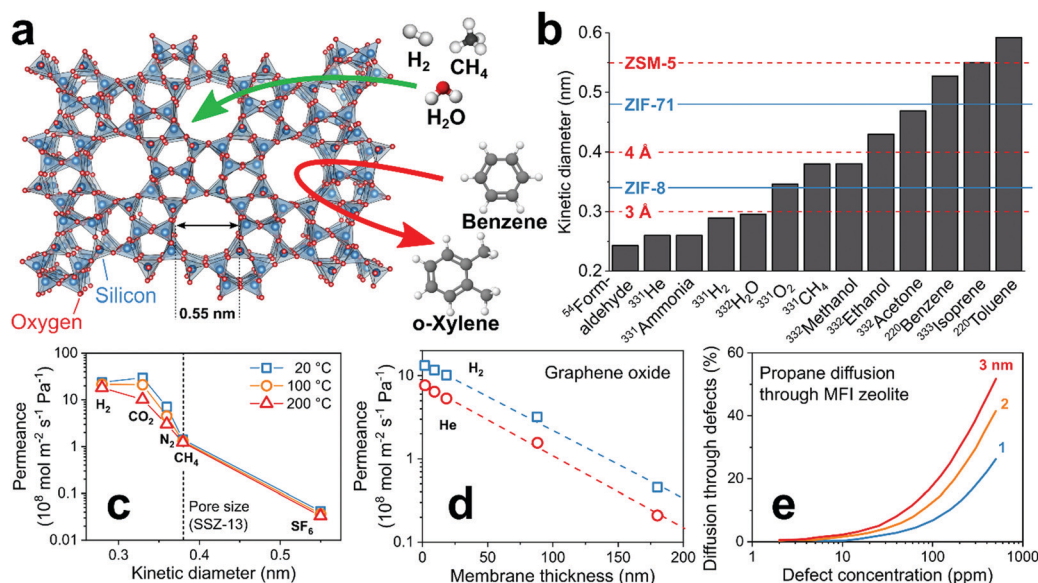 a
H2
CH4
H2O
Benzene
o-Xylene
Silicon
Oxygen
0.55 nm
b
Kinetic diameter (nm)
0.6
0.5
0.4
0.3
0.2
ZSM-5
ZIF-71
4 Å
ZIF-8
3 Å
54Form-
aldehyde
331He
331Ammonia
331H2
332H2O
331O2
331CH4
332Methanol
332Ethanol
332Acetone
220Benzene
333Isoprene
220Toluene
c
Permeance
(10^8 mol m^-2 s^-1 Pa^-1)
100
10
1
0.1
0.01
20 °C
100 °C
200 °C
H2
CO2
N2
CH4
SF6
Pore size
(SSZ-13)
0.3
0.4
0.5
Kinetic diameter (nm)
d
Permeance
(10^8 mol m^-2 s^-1 Pa^-1)
10
1
0.1
Graphene oxide
H2
He
0
50
100
150
200
Membrane thickness (nm)
e
Diffusion through defects (%)
60
40
20
0
Propane diffusion
through MFI zeolite
3 nm
2
1
1
10
100
1000
Defect concentration (ppm)